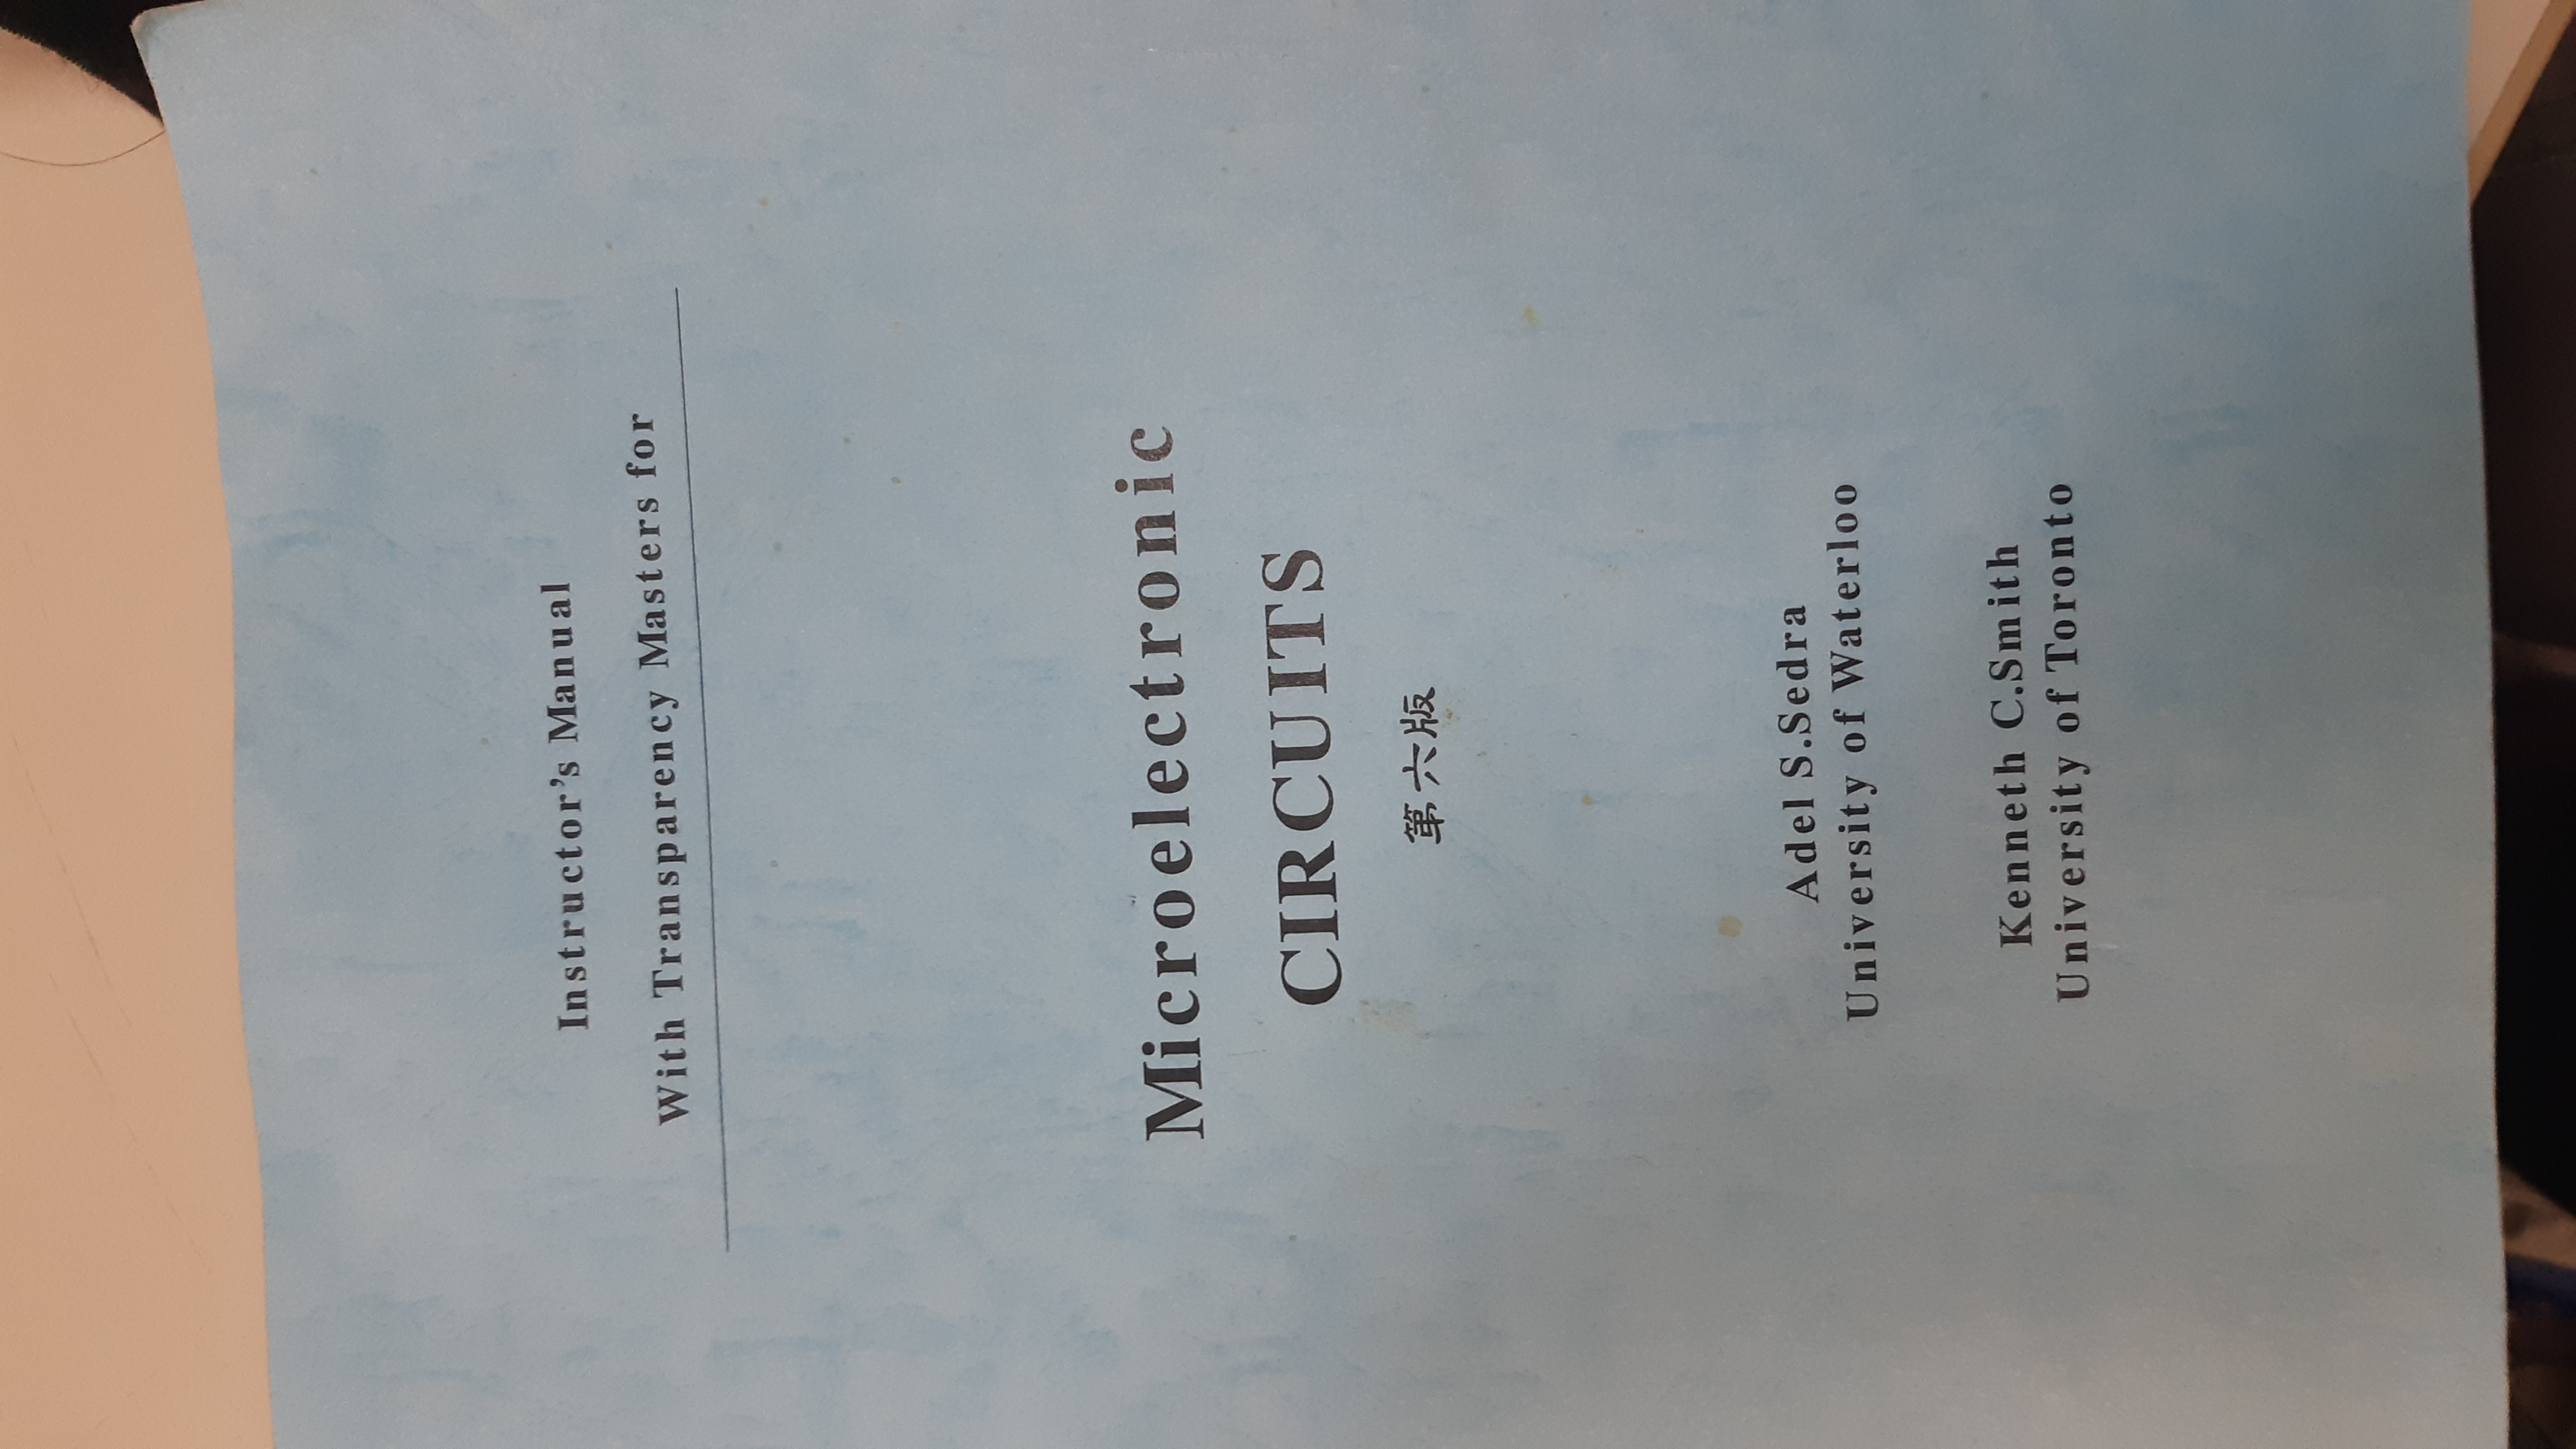 Instructor's Manual
With Transparency Masters for
Microelectronic
CIRCUITS
第六版
Adel S.Sedra
University of Waterloo
Kenneth C.Smith
University of Toronto